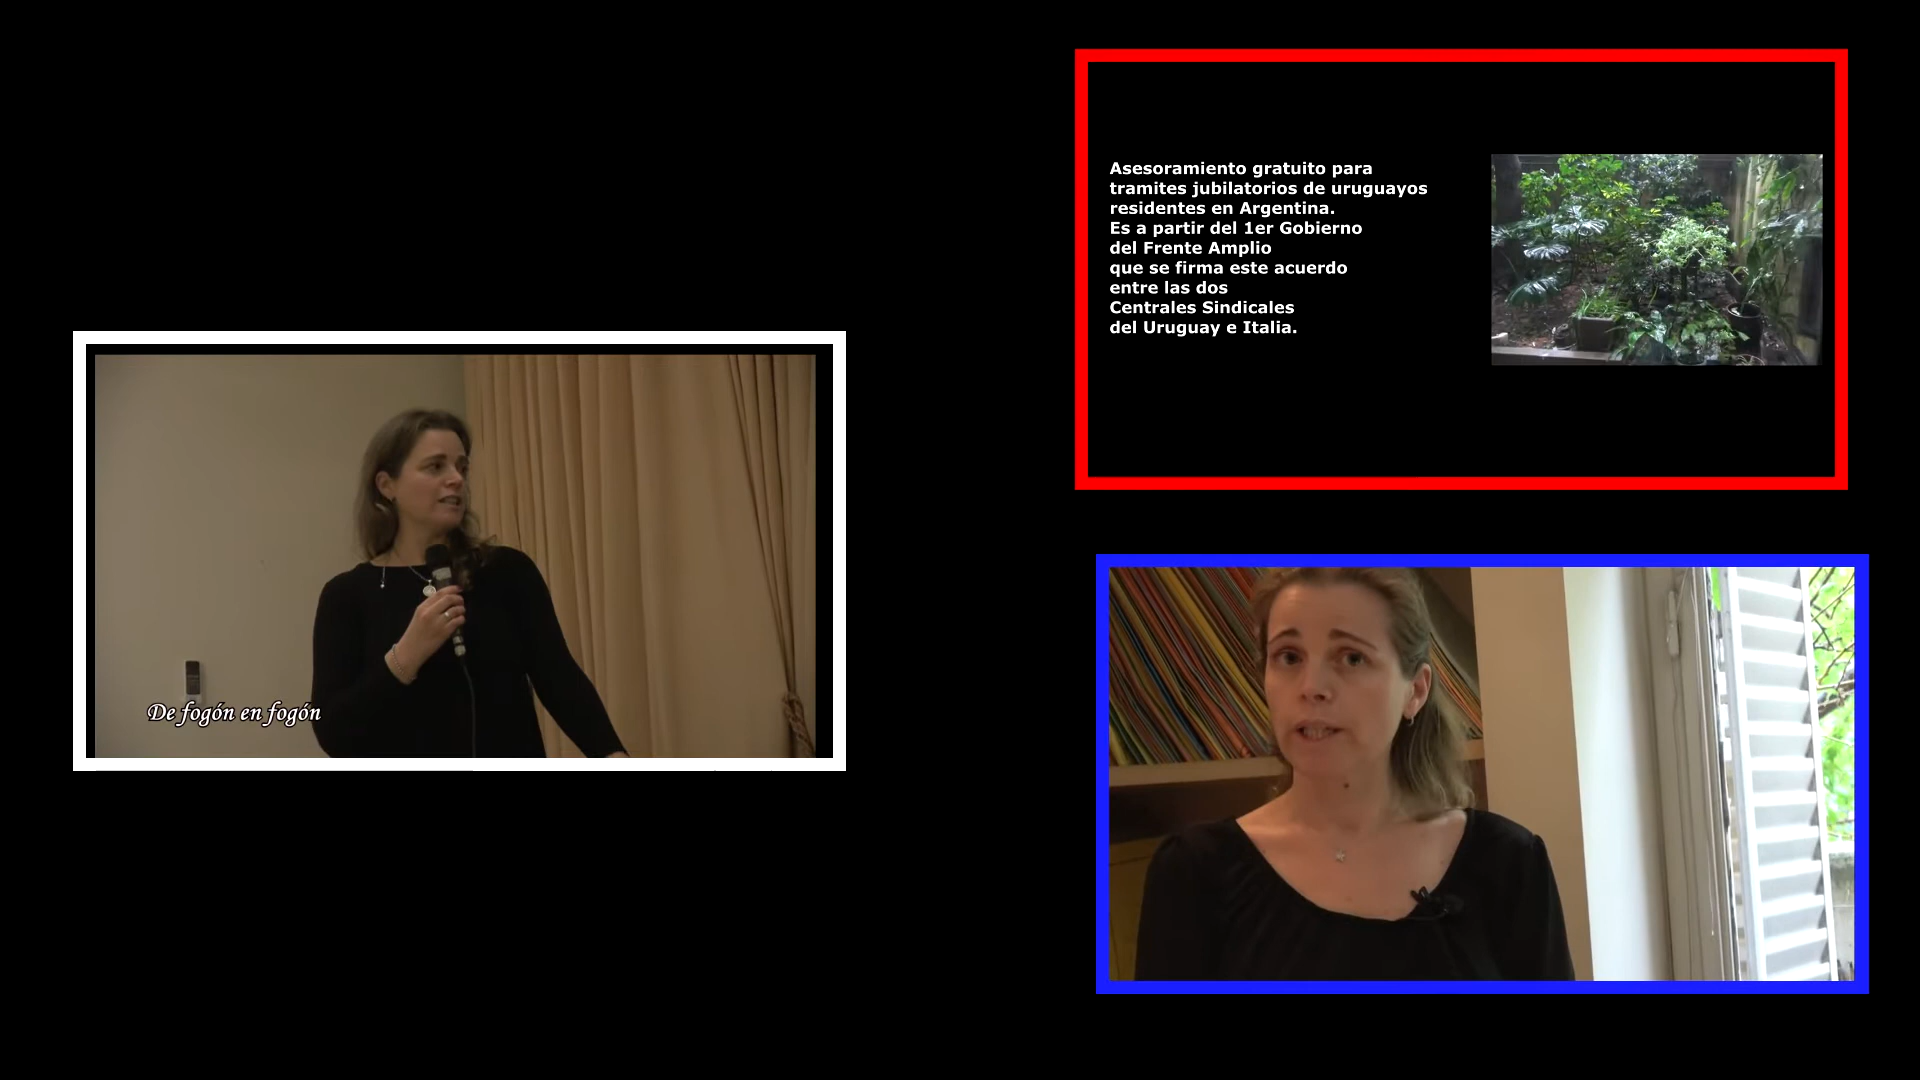 De fogón en fogón
Asesoramiento gratuito para
tramites jubilatorios de uruguayos
residentes en Argentina.
Es a partir del 1er Gobierno
del Frente Amplio
que se firma este acuerdo
entre las dos
Centrales Sindicales
del Uruguay e Italia.